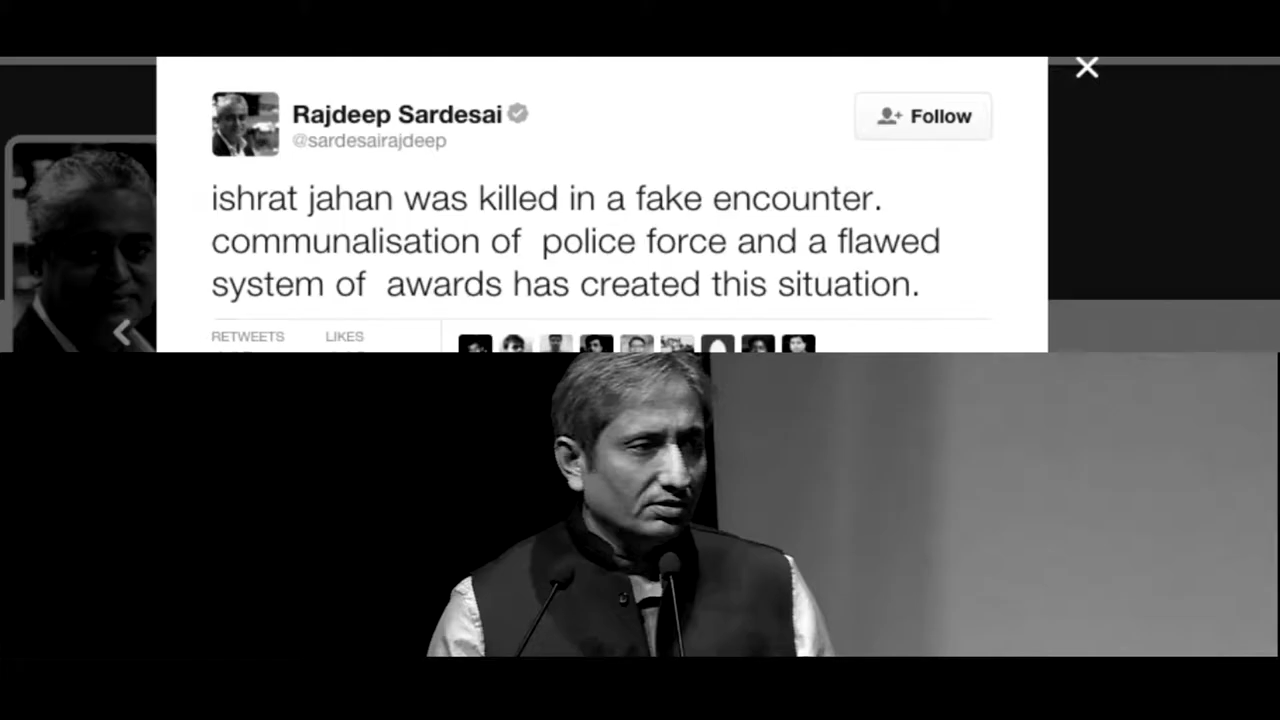 Rajdeep Sardesai
Follow
@sardesairajdeep
ishrat jahan was killed in a fake encounter.
communalisation of police force and a flawed
system of awards has created this situation.
RETWEETS LIKES